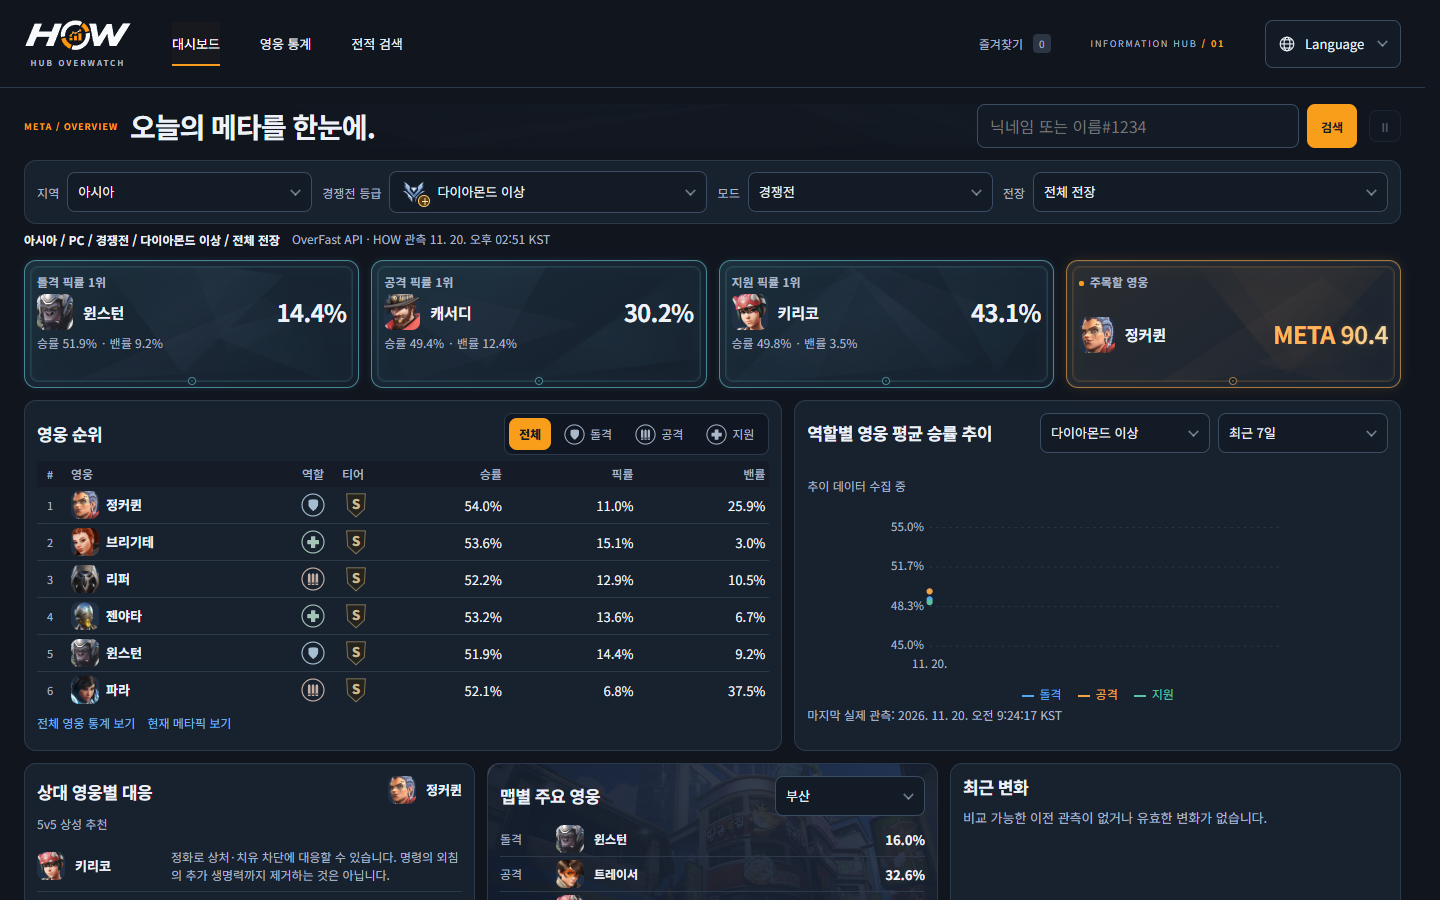 HOW
HUB OVERWATCH
대시보드
영웅 통계
전적 검색
즐겨찾기 0
INFORMATION HUB / 01
Language
META / OVERVIEW
오늘의 메타를 한눈에.
닉네임 또는 이름#1234
검색
지역
아시아
경쟁전 등급
다이아몬드 이상
모드
경쟁전
전장
전체 전장
아시아 / PC / 경쟁전 / 다이아몬드 이상 / 전체 전장 OverFast API · HOW 관측 11. 20. 오후 02:51 KST
돌격 픽률 1위
윈스턴
14.4%
승률 51.9% · 밴률 9.2%
공격 픽률 1위
캐서디
30.2%
승률 49.4% · 밴률 12.4%
지원 픽률 1위
키리코
43.1%
승률 49.8% · 밴률 3.5%
주목할 영웅
정커퀸
META 90.4
영웅 순위
전체
돌격
공격
지원
# 영웅 역할 티어 승률 픽률 밴률
1 정커퀸 S 54.0% 11.0% 25.9%
2 브리기테 S 53.6% 15.1% 3.0%
3 리퍼 S 52.2% 12.9% 10.5%
4 젠야타 S 53.2% 13.6% 6.7%
5 윈스턴 S 51.9% 14.4% 9.2%
6 파라 S 52.1% 6.8% 37.5%
전체 영웅 통계 보기 현재 메타픽 보기
역할별 영웅 평균 승률 추이
다이아몬드 이상
최근 7일
추이 데이터 수집 중
55.0%
51.7%
48.3%
45.0%
11. 20.
돌격 공격 지원
마지막 실제 관측: 2026. 11. 20. 오전 9:24:17 KST
상대 영웅별 대응
정커퀸
5v5 상성 추천
키리코
정화로 상처·치유 차단에 대응할 수 있습니다. 명령의 외침
의 추가 생명력까지 제거하는 것은 아닙니다.
맵별 주요 영웅
부산
돌격 윈스턴 16.0%
공격 트레이서 32.6%
최근 변화
비교 가능한 이전 관측이 없거나 유효한 변화가 없습니다.